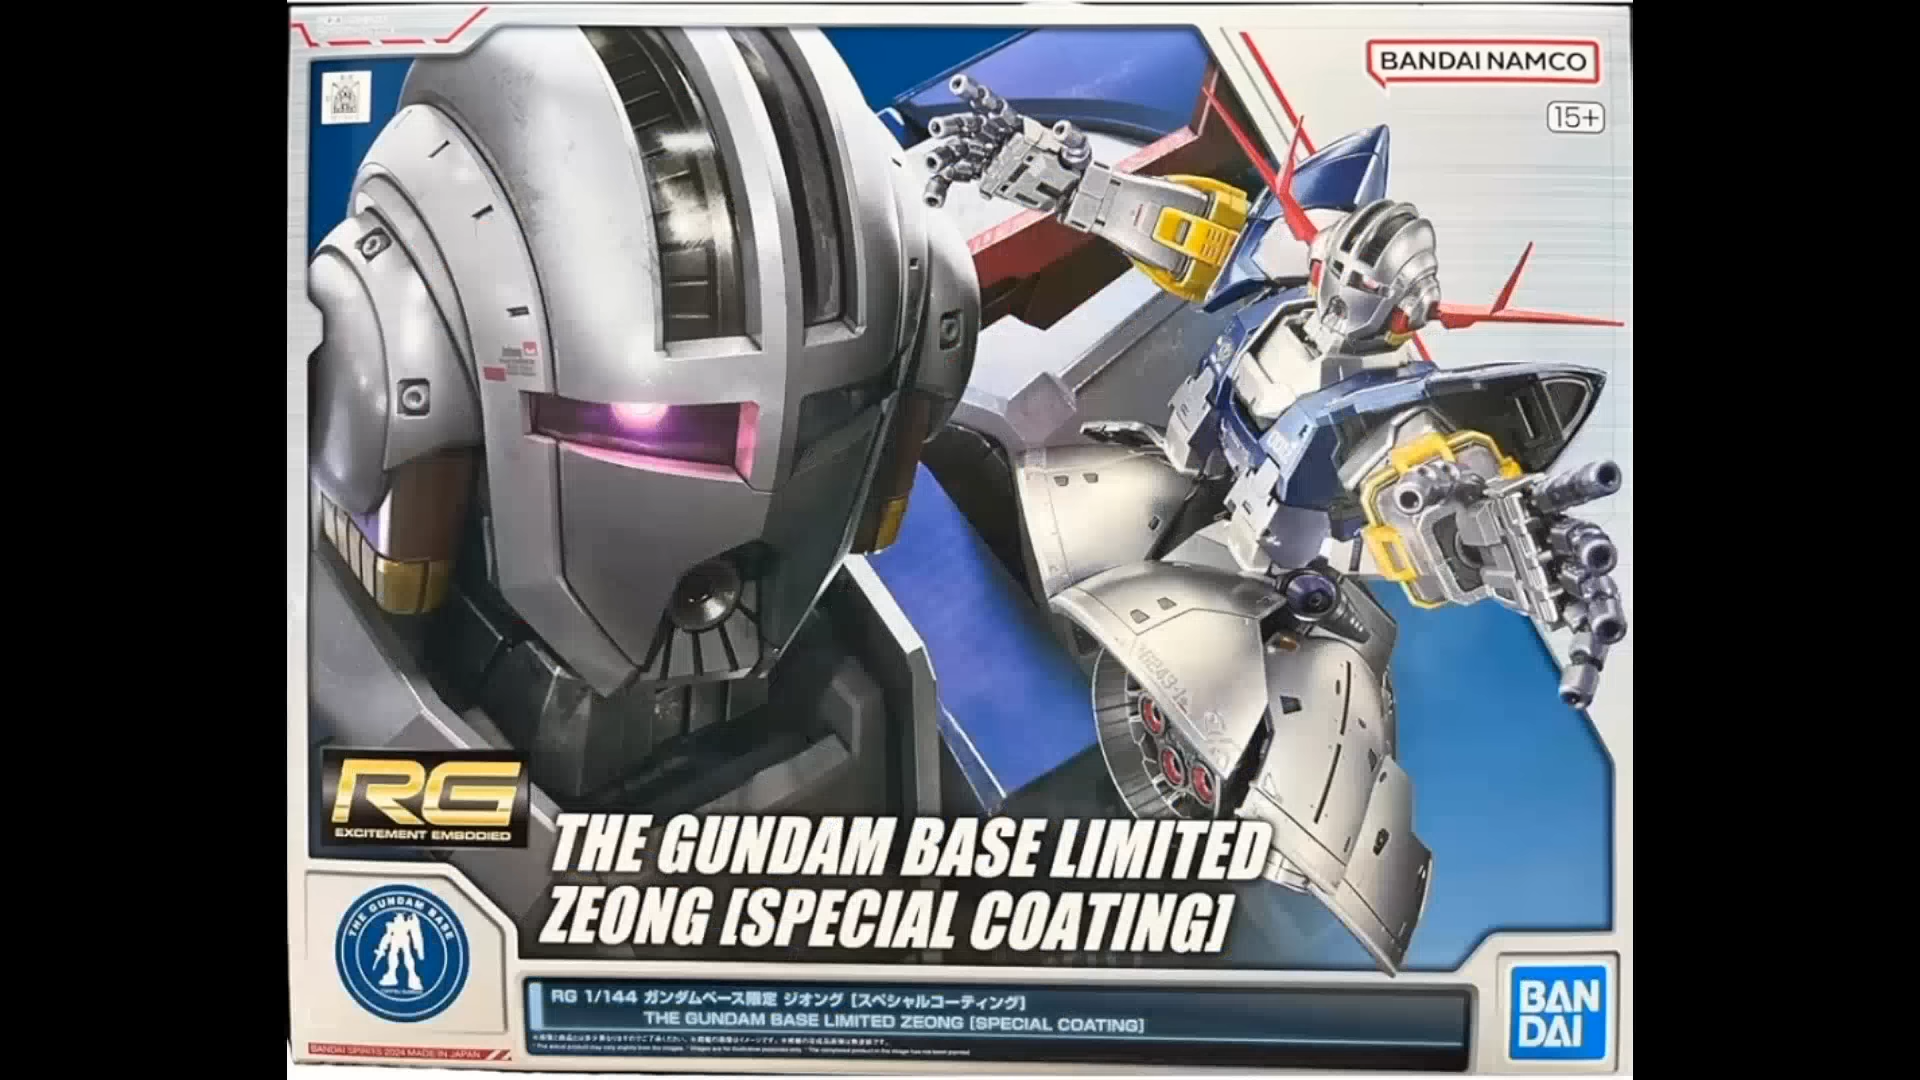 BANDAI NAMCO
15+
RG
EXCITEMENT EMBODIED
THE GUNDAM BASE LIMITED
ZEONG [SPECIAL COATING]
THE GUNDAM BASE
RG 1/144 ガンダムベース限定 ジオング [スペシャルコーティング]
THE GUNDAM BASE LIMITED ZEONG [SPECIAL COATING]
BANDAI SPIRITS 2024 MADE IN JAPAN
BAN
DAI